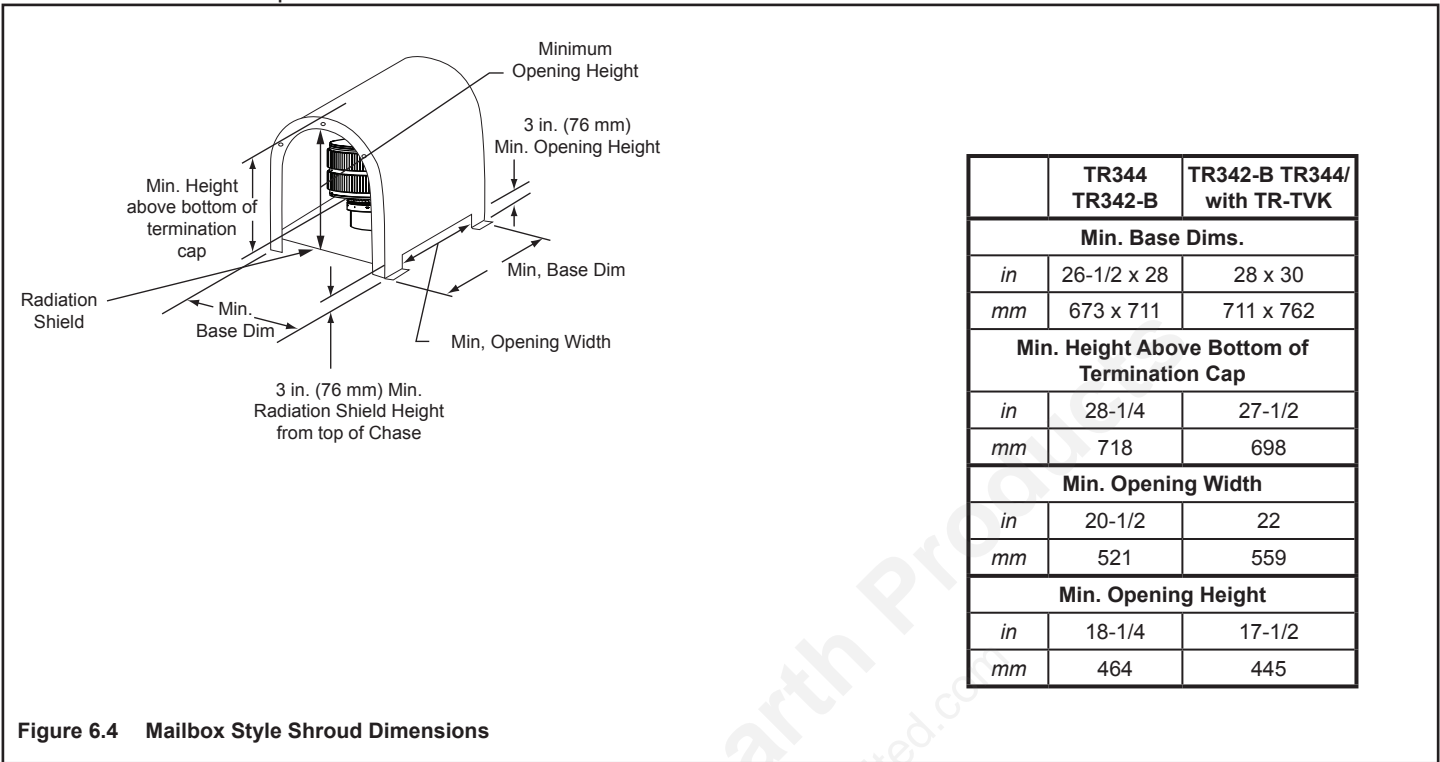 Minimum
Opening Height
3 in. (76 mm)
Min. Opening Height
Min. Height
above bottom of
termination
cap
Radiation
Shield
Min.
Base Dim
Min, Base Dim
Min, Opening Width
3 in. (76 mm) Min.
Radiation Shield Height
from top of Chase
TR344 TR342-B TR344/
TR342-B with TR-TVK
Min. Base Dims.
in 26-1/2 x 28 28 x 30
mm 673 x 711 711 x 762
Min. Height Above Bottom of
Termination Cap
in 28-1/4 27-1/2
mm 718 698
Min. Opening Width
in 20-1/2 22
mm 521 559
Min. Opening Height
in 18-1/4 17-1/2
mm 464 445
Figure 6.4 Mailbox Style Shroud Dimensions
arth Products
ited.com